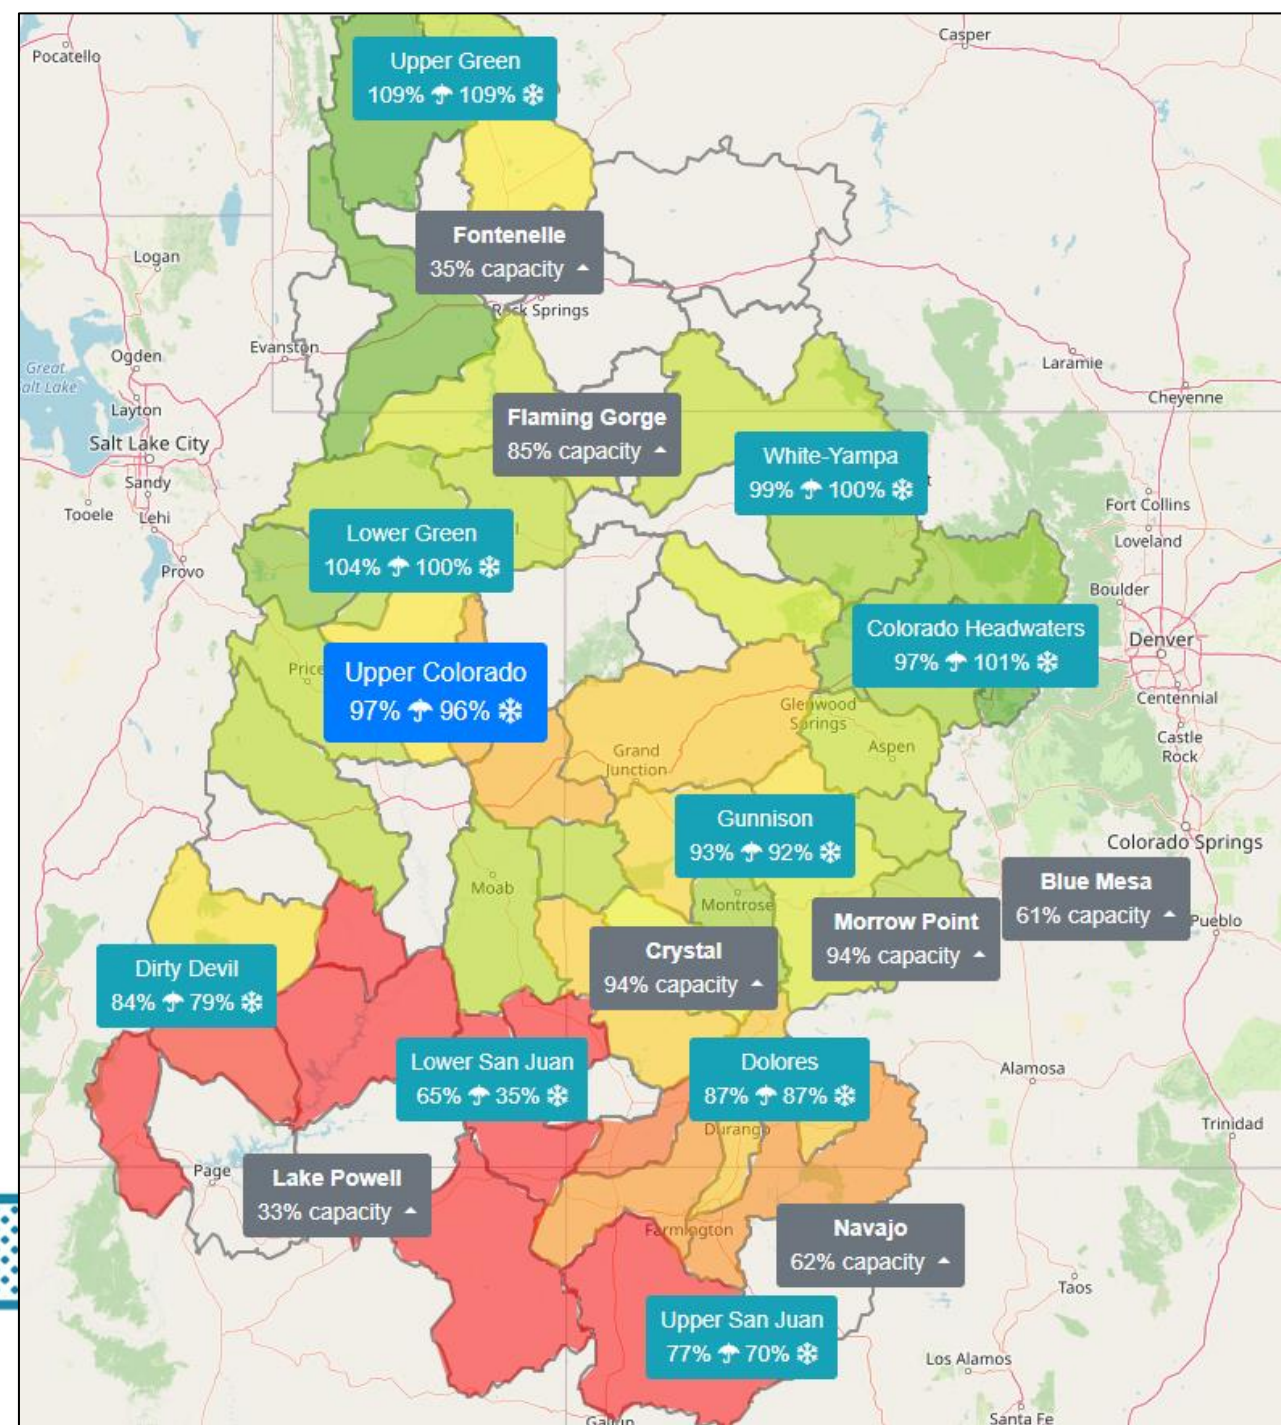 Casper
Pocatello
Upper Green
109% 109%
Fontenelle
35% capacity
Logan
Rock Springs
Evanston
Ogden
Great
Salt Lake
Laramie
Cheyenne
Layton
Flaming Gorge
85% capacity
Salt Lake City
Sandy
White-Yampa
99% 100%
Tooele
Lehi
Fort Collins
Loveland
Lower Green
104% 100%
Provo
Boulder
Colorado Headwaters
97% 101%
Denver
Price
Upper Colorado
97% 96%
Centennial
Glenwood
Springs
Aspen
Castle
Rock
Grand
Junction
Gunnison
93% 92%
Colorado Springs
Moab
Montrose
Blue Mesa
61% capacity
Pueblo
Morrow Point
94% capacity
Crystal
94% capacity
Dirty Devil
84% 79%
Lower San Juan
65% 35%
Dolores
87% 87%
Alamosa
Durango
Trinidad
Page
Lake Powell
33% capacity
Farmington
Navajo
62% capacity
Taos
Upper San Juan
77% 70%
Los Alamos
Santa Fe
Gallup